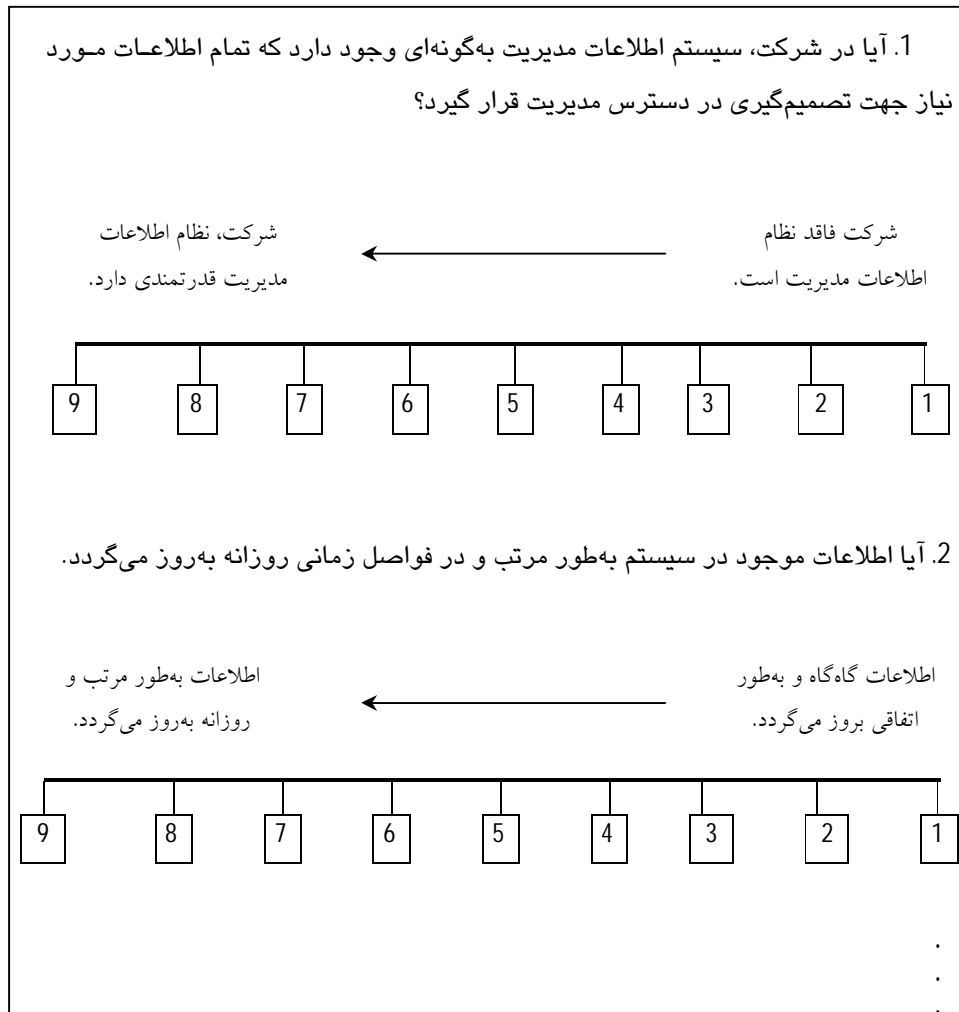 1. آیا در شرکت، سیستم اطلاعات مدیریت به‌گونه‌ای وجود دارد که تمام اطلاعـات مـورد
نیاز جهت تصمیم‌گیری در دسترس مدیریت قرار گیرد؟
شرکت فاقد نظام
اطلاعات مدیریت است.
شرکت، نظام اطلاعات
مدیریت قدرتمندی دارد.
1 2 3 4 5 6 7 8 9
2. آیا اطلاعات موجود در سیستم به‌طور مرتب و در فواصل زمانی روزانه به‌روز می‌گردد.
اطلاعات گاه‌گاه و به‌طور
اتفاقی بروز می‌گردد.
اطلاعات به‌طور مرتب و
روزانه به‌روز می‌گردد.
1 2 3 4 5 6 7 8 9
.
.
.